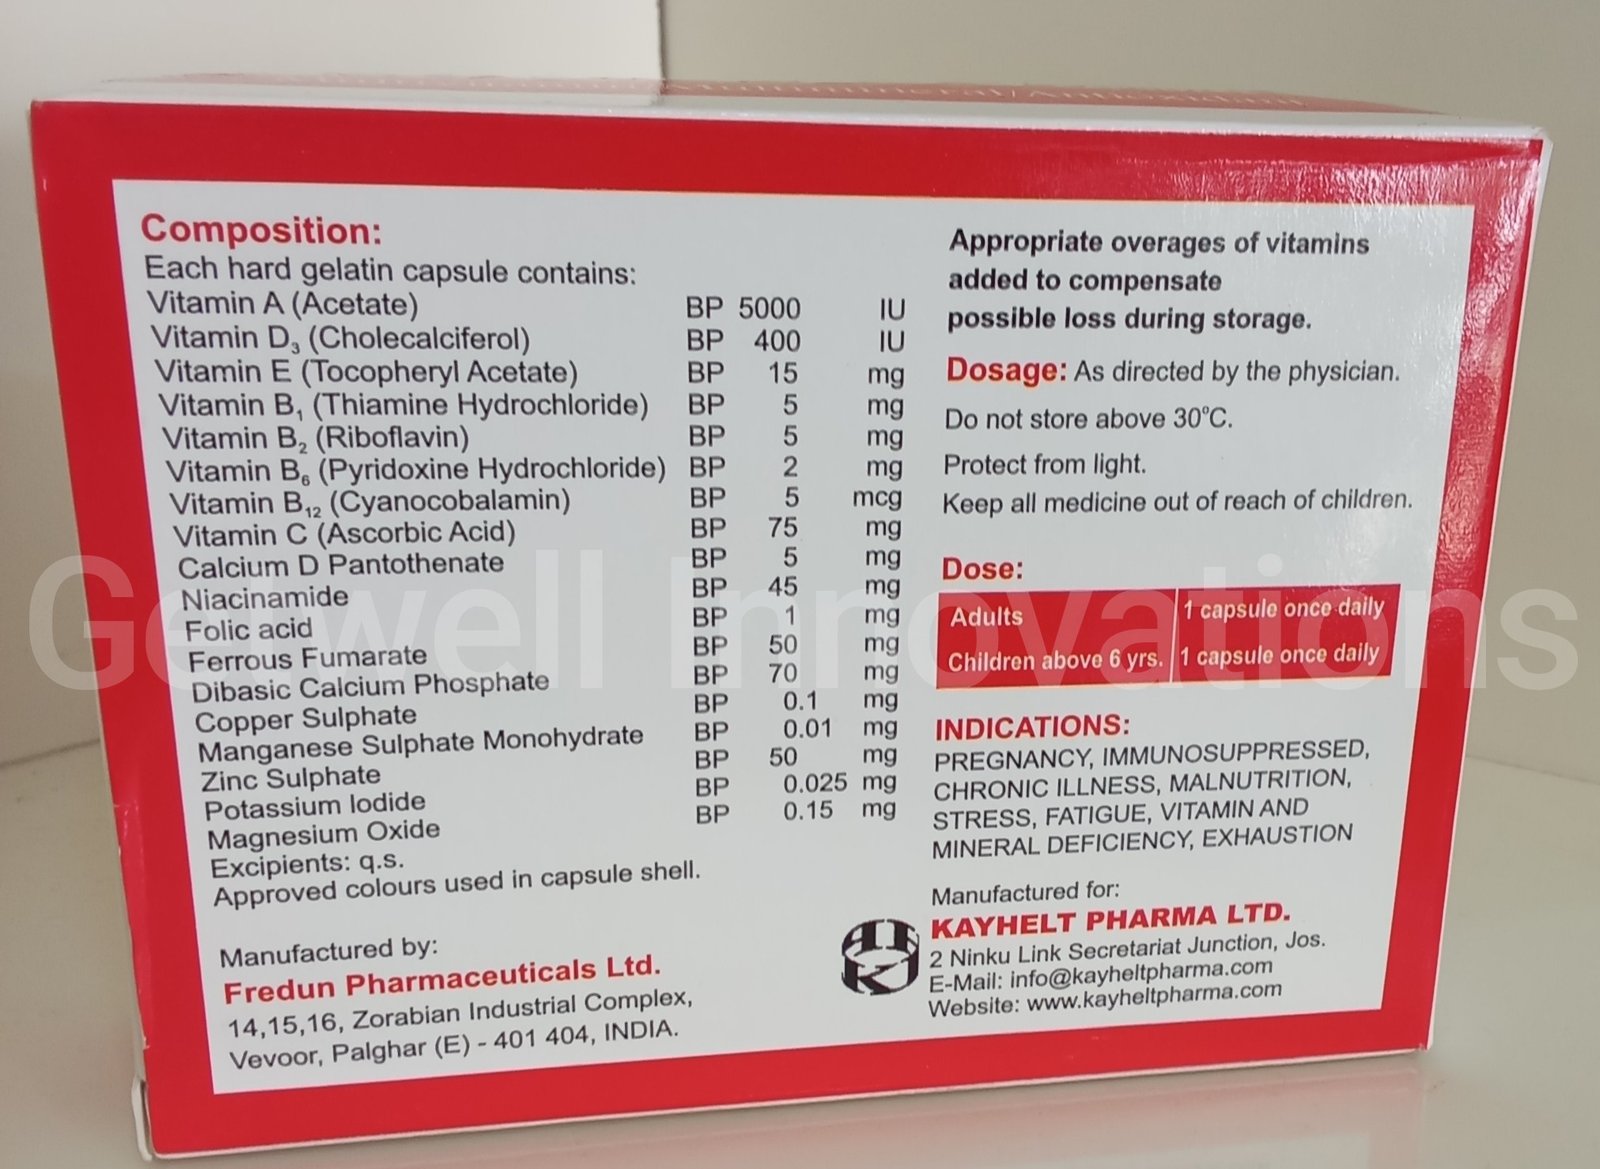 Multimineral/Antioxidant
Composition:
Each hard gelatin capsule contains:
Vitamin A (Acetate) BP 5000 IU
Vitamin D3 (Cholecalciferol) BP 400 IU
Vitamin E (Tocopheryl Acetate) BP 15 mg
Vitamin B1 (Thiamine Hydrochloride) BP 5 mg
Vitamin B2 (Riboflavin) BP 5 mg
Vitamin B6 (Pyridoxine Hydrochloride) BP 2 mg
Vitamin B12 (Cyanocobalamin) BP 5 mcg
Vitamin C (Ascorbic Acid) BP 75 mg
Calcium D Pantothenate BP 5 mg
Niacinamide BP 45 mg
Folic acid BP 1 mg
Ferrous Fumarate BP 50 mg
Dibasic Calcium Phosphate BP 70 mg
Copper Sulphate BP 0.1 mg
Manganese Sulphate Monohydrate BP 0.01 mg
Zinc Sulphate BP 50 mg
Potassium Iodide BP 0.025 mg
Magnesium Oxide BP 0.15 mg
Excipients: q.s.
Approved colours used in capsule shell.
Manufactured by:
Fredun Pharmaceuticals Ltd.
14,15,16, Zorabian Industrial Complex,
Vevoor, Palghar (E) - 401 404, INDIA.
Appropriate overages of vitamins
added to compensate
possible loss during storage.
Dosage: As directed by the physician.
Do not store above 30°C.
Protect from light.
Keep all medicine out of reach of children.
Dose:
Adults 1 capsule once daily
Children above 6 yrs. 1 capsule once daily
INDICATIONS:
PREGNANCY, IMMUNOSUPPRESSED,
CHRONIC ILLNESS, MALNUTRITION,
STRESS, FATIGUE, VITAMIN AND
MINERAL DEFICIENCY, EXHAUSTION
Manufactured for:
KAYHELT PHARMA LTD.
2 Ninku Link Secretariat Junction, Jos.
E-Mail: info@kayheltpharma.com
Website: www.kayheltpharma.com
Getwell Innovations